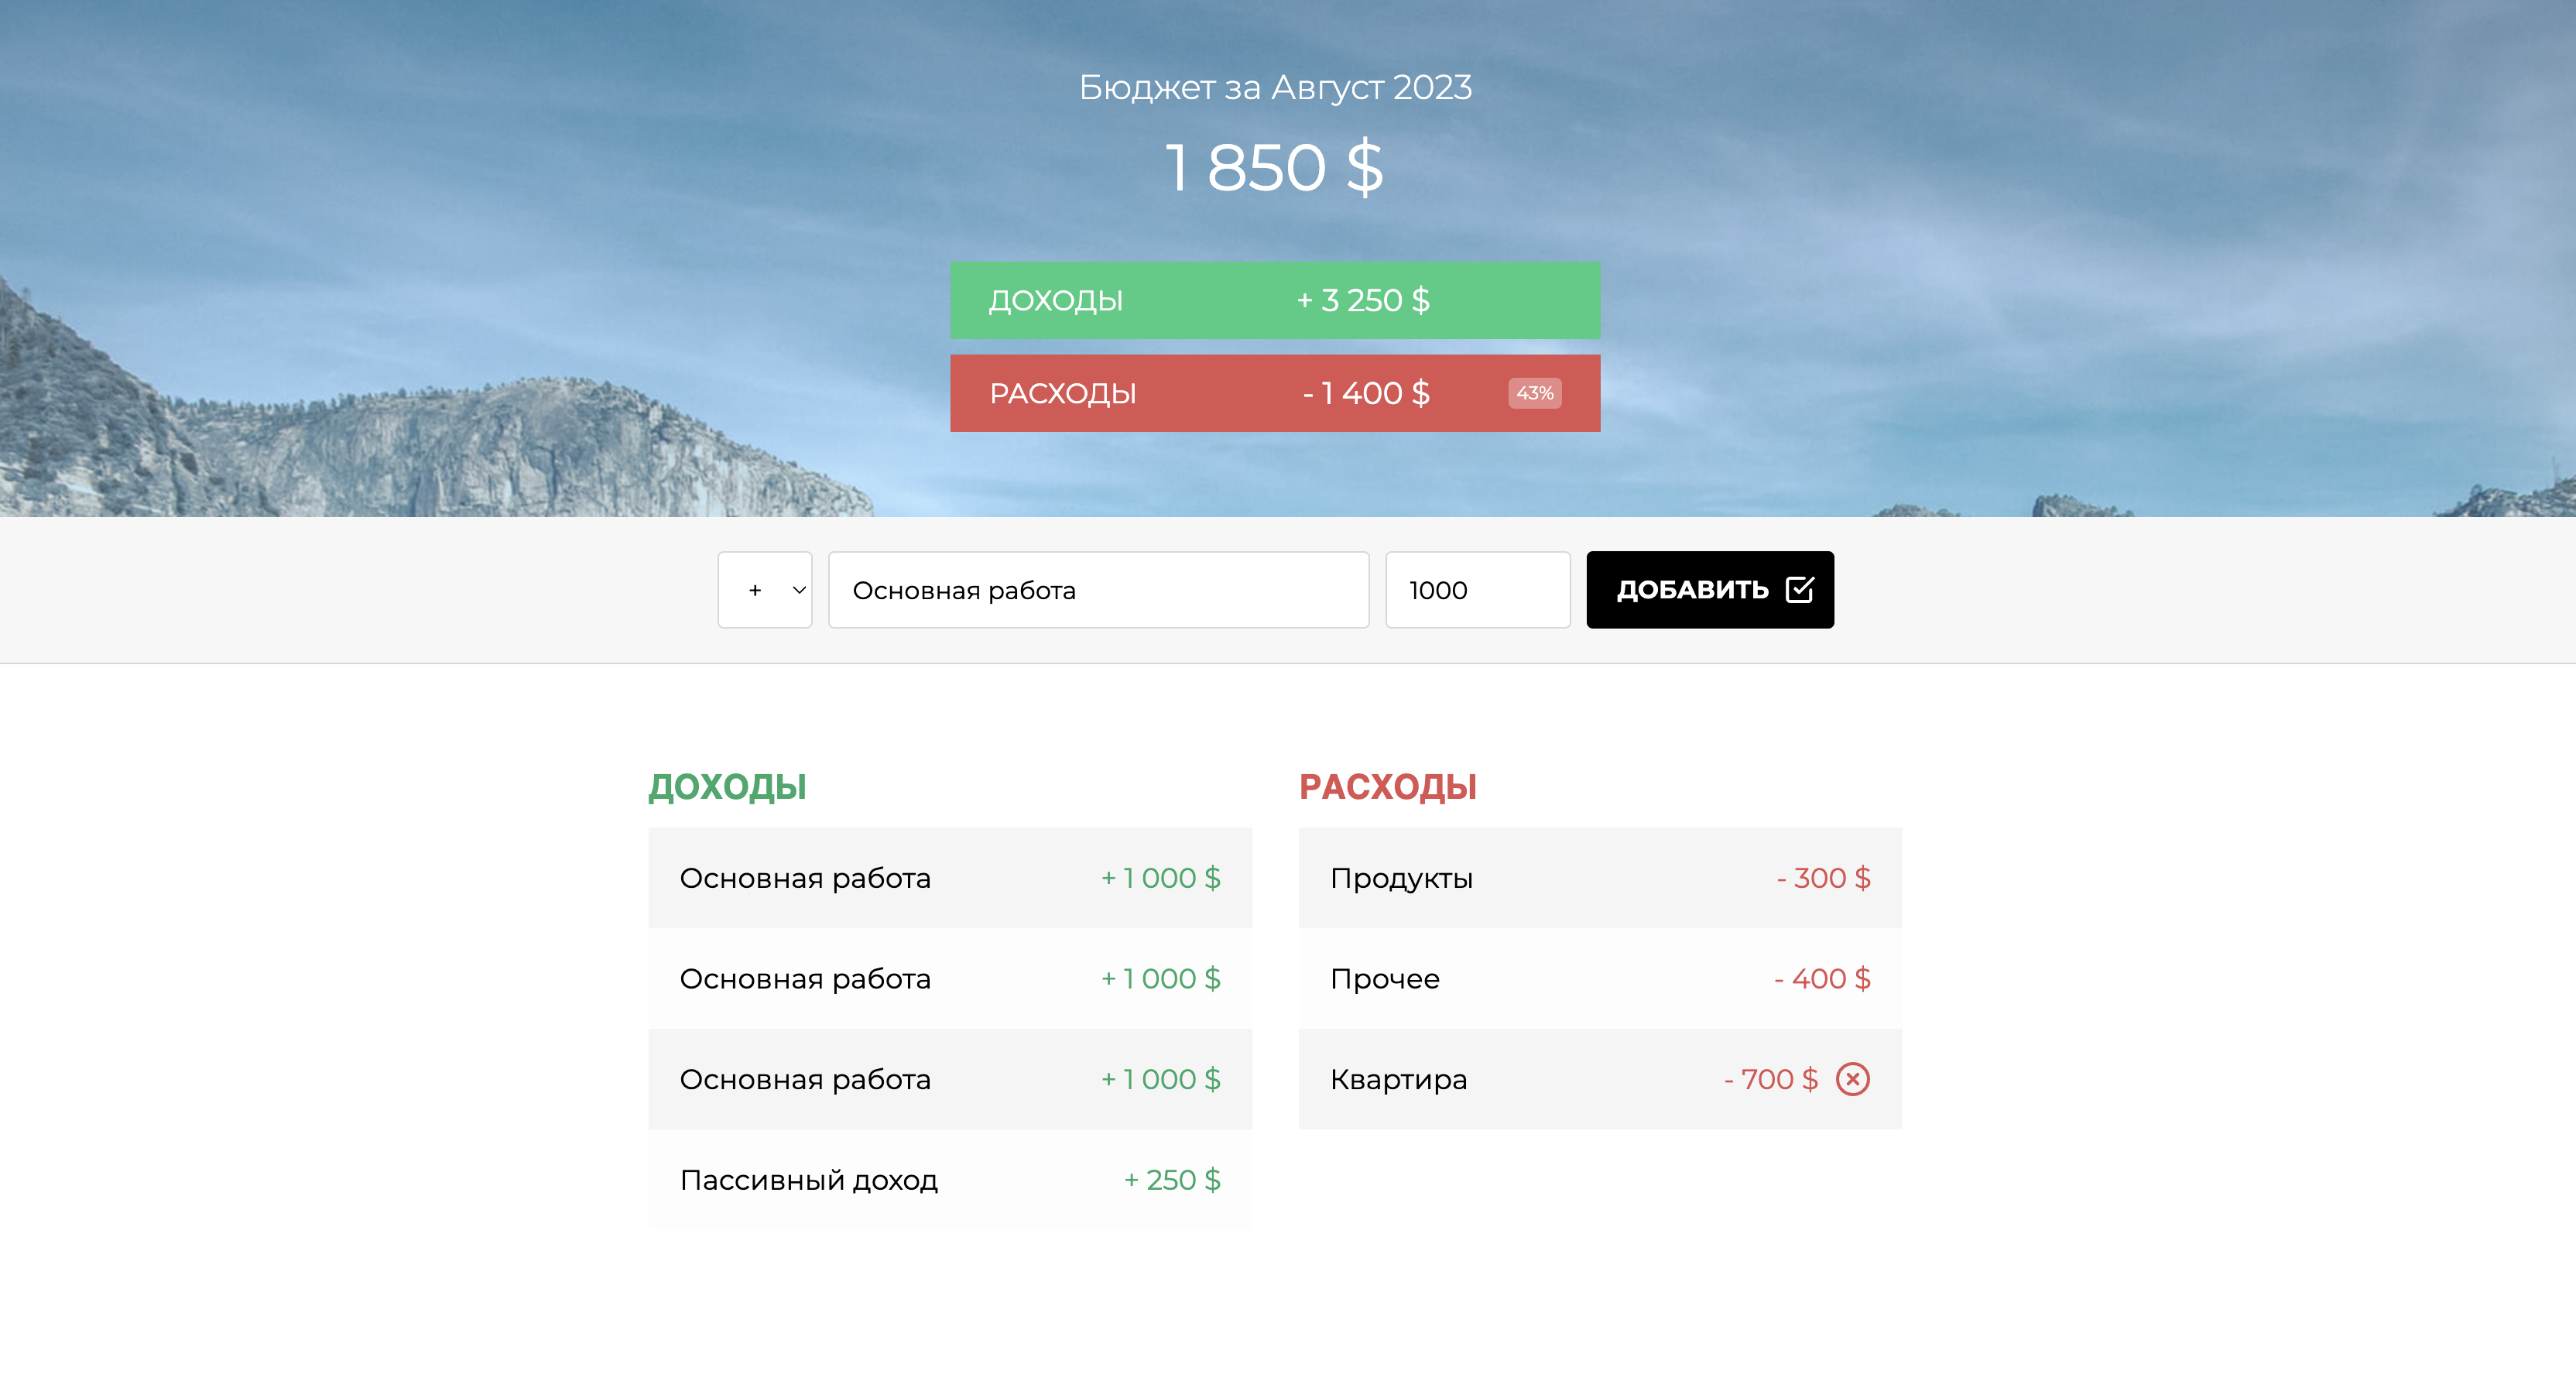 Бюджет за Август 2023
1 850 $
ДОХОДЫ + 3 250 $
РАСХОДЫ - 1 400 $ 43%
+ Основная работа 1000 ДОБАВИТЬ
ДОХОДЫ
Основная работа + 1 000 $
Основная работа + 1 000 $
Основная работа + 1 000 $
Пассивный доход + 250 $
РАСХОДЫ
Продукты - 300 $
Прочее - 400 $
Квартира - 700 $